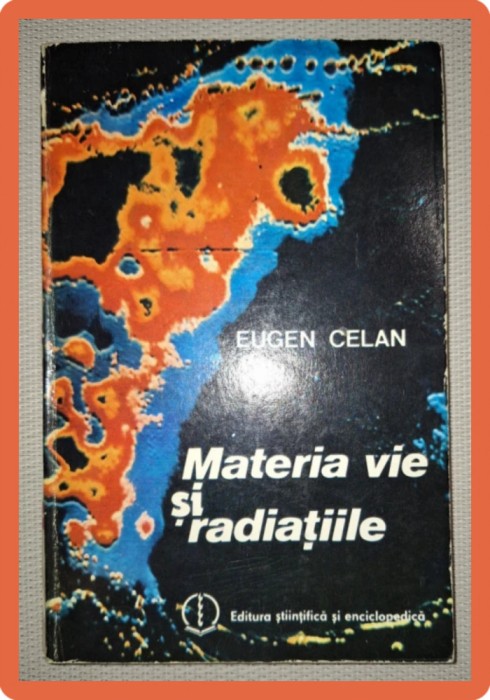 EUGEN CELAN
Materia vie
și
radiațiile
Editura științifică și enciclopedică